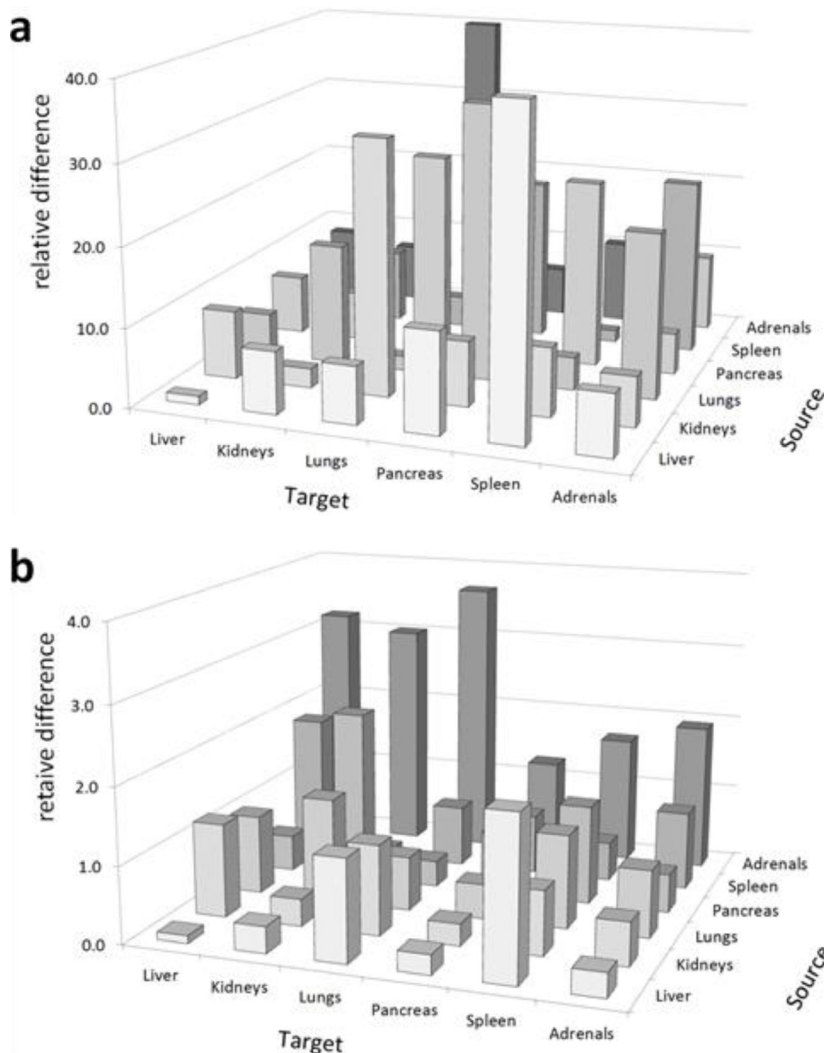 a
relative difference
40.0
30.0
20.0
10.0
0.0
Liver
Kidneys
Lungs
Pancreas
Spleen
Adrenals
Target
Adrenals
Spleen
Pancreas
Lungs
Kidneys
Liver
Source
b
retaive difference
4.0
3.0
2.0
1.0
0.0
Liver
Kidneys
Lungs
Pancreas
Spleen
Adrenals
Target
Adrenals
Spleen
Pancreas
Lungs
Kidneys
Liver
Source